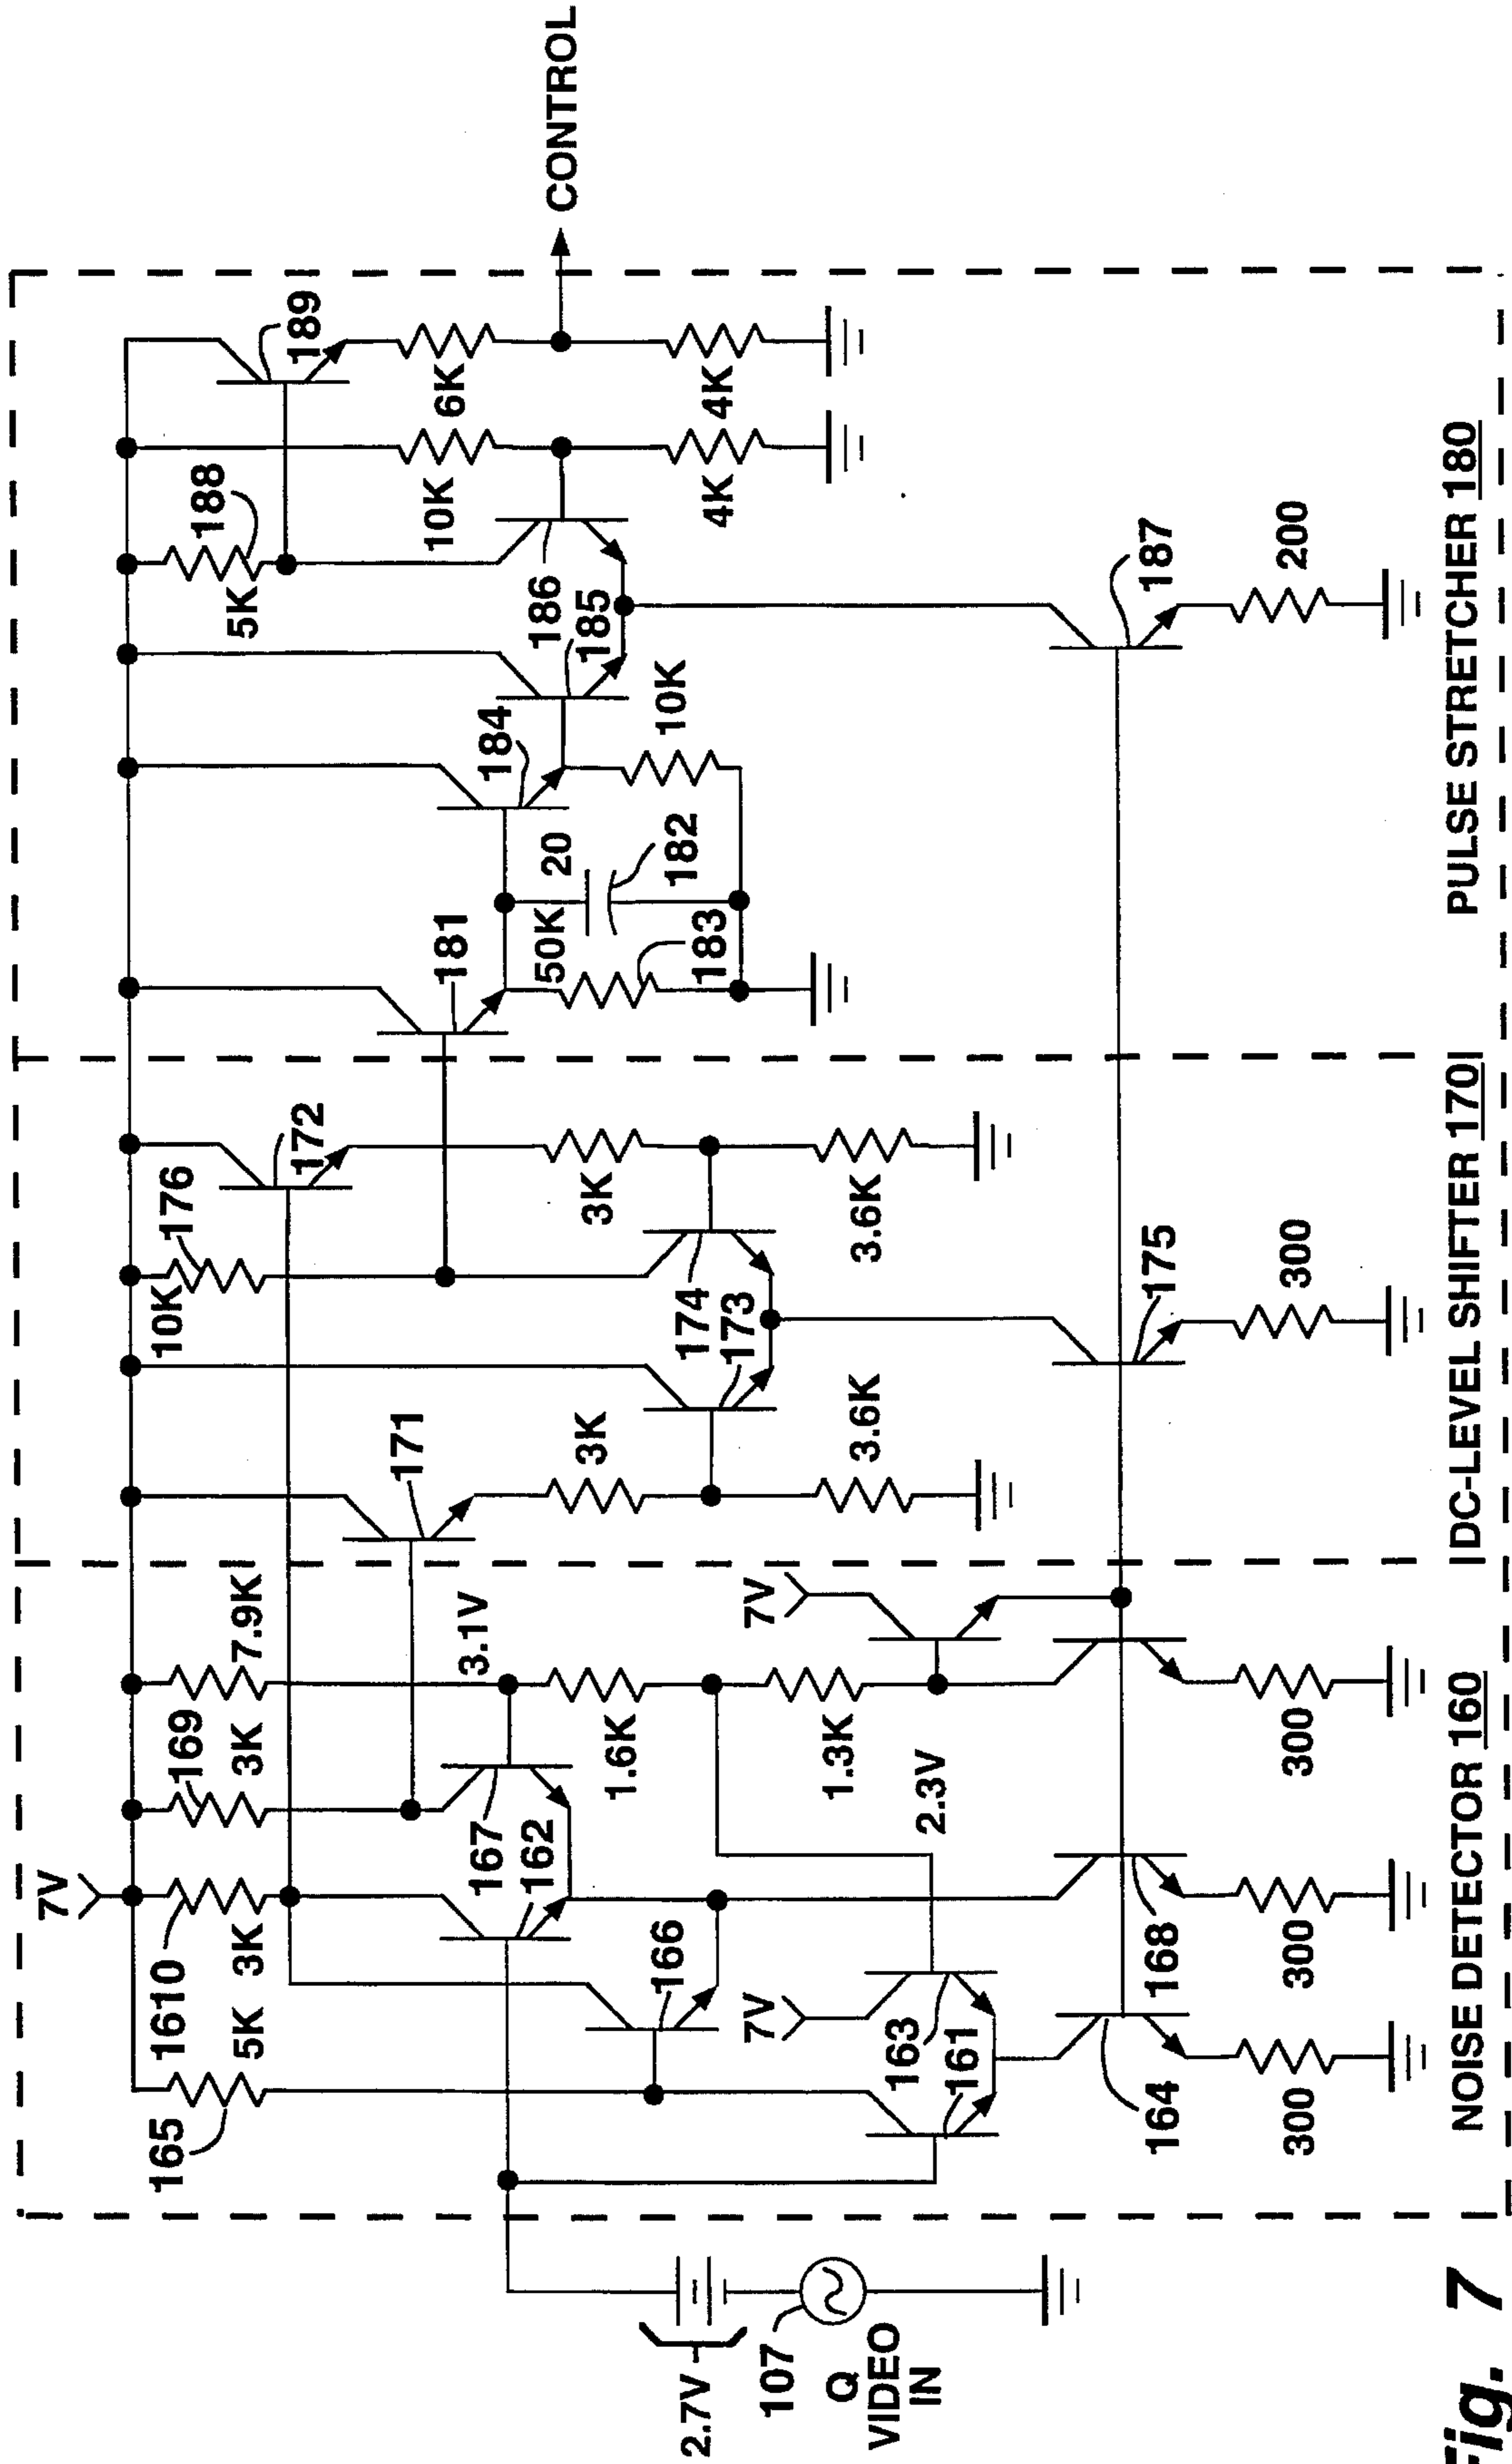 7V
165
5K
1610
3K
169
3K
7.9K
3.1V
167
162
166
1.6K
7V
7V
1.3K
2.3V
163
161
164
168
300
300
300
2.7V
107
Q
VIDEO
IN
NOISE DETECTOR 160
171
10K
176
172
3K
3K
174
173
3.6K
3.6K
175
300
DC-LEVEL SHIFTER 170
181
50K
20
183
182
184
10K
5K
188
186
185
10K
189
6K
4K
4K
187
200
CONTROL
PULSE STRETCHER 180
Fig. 7